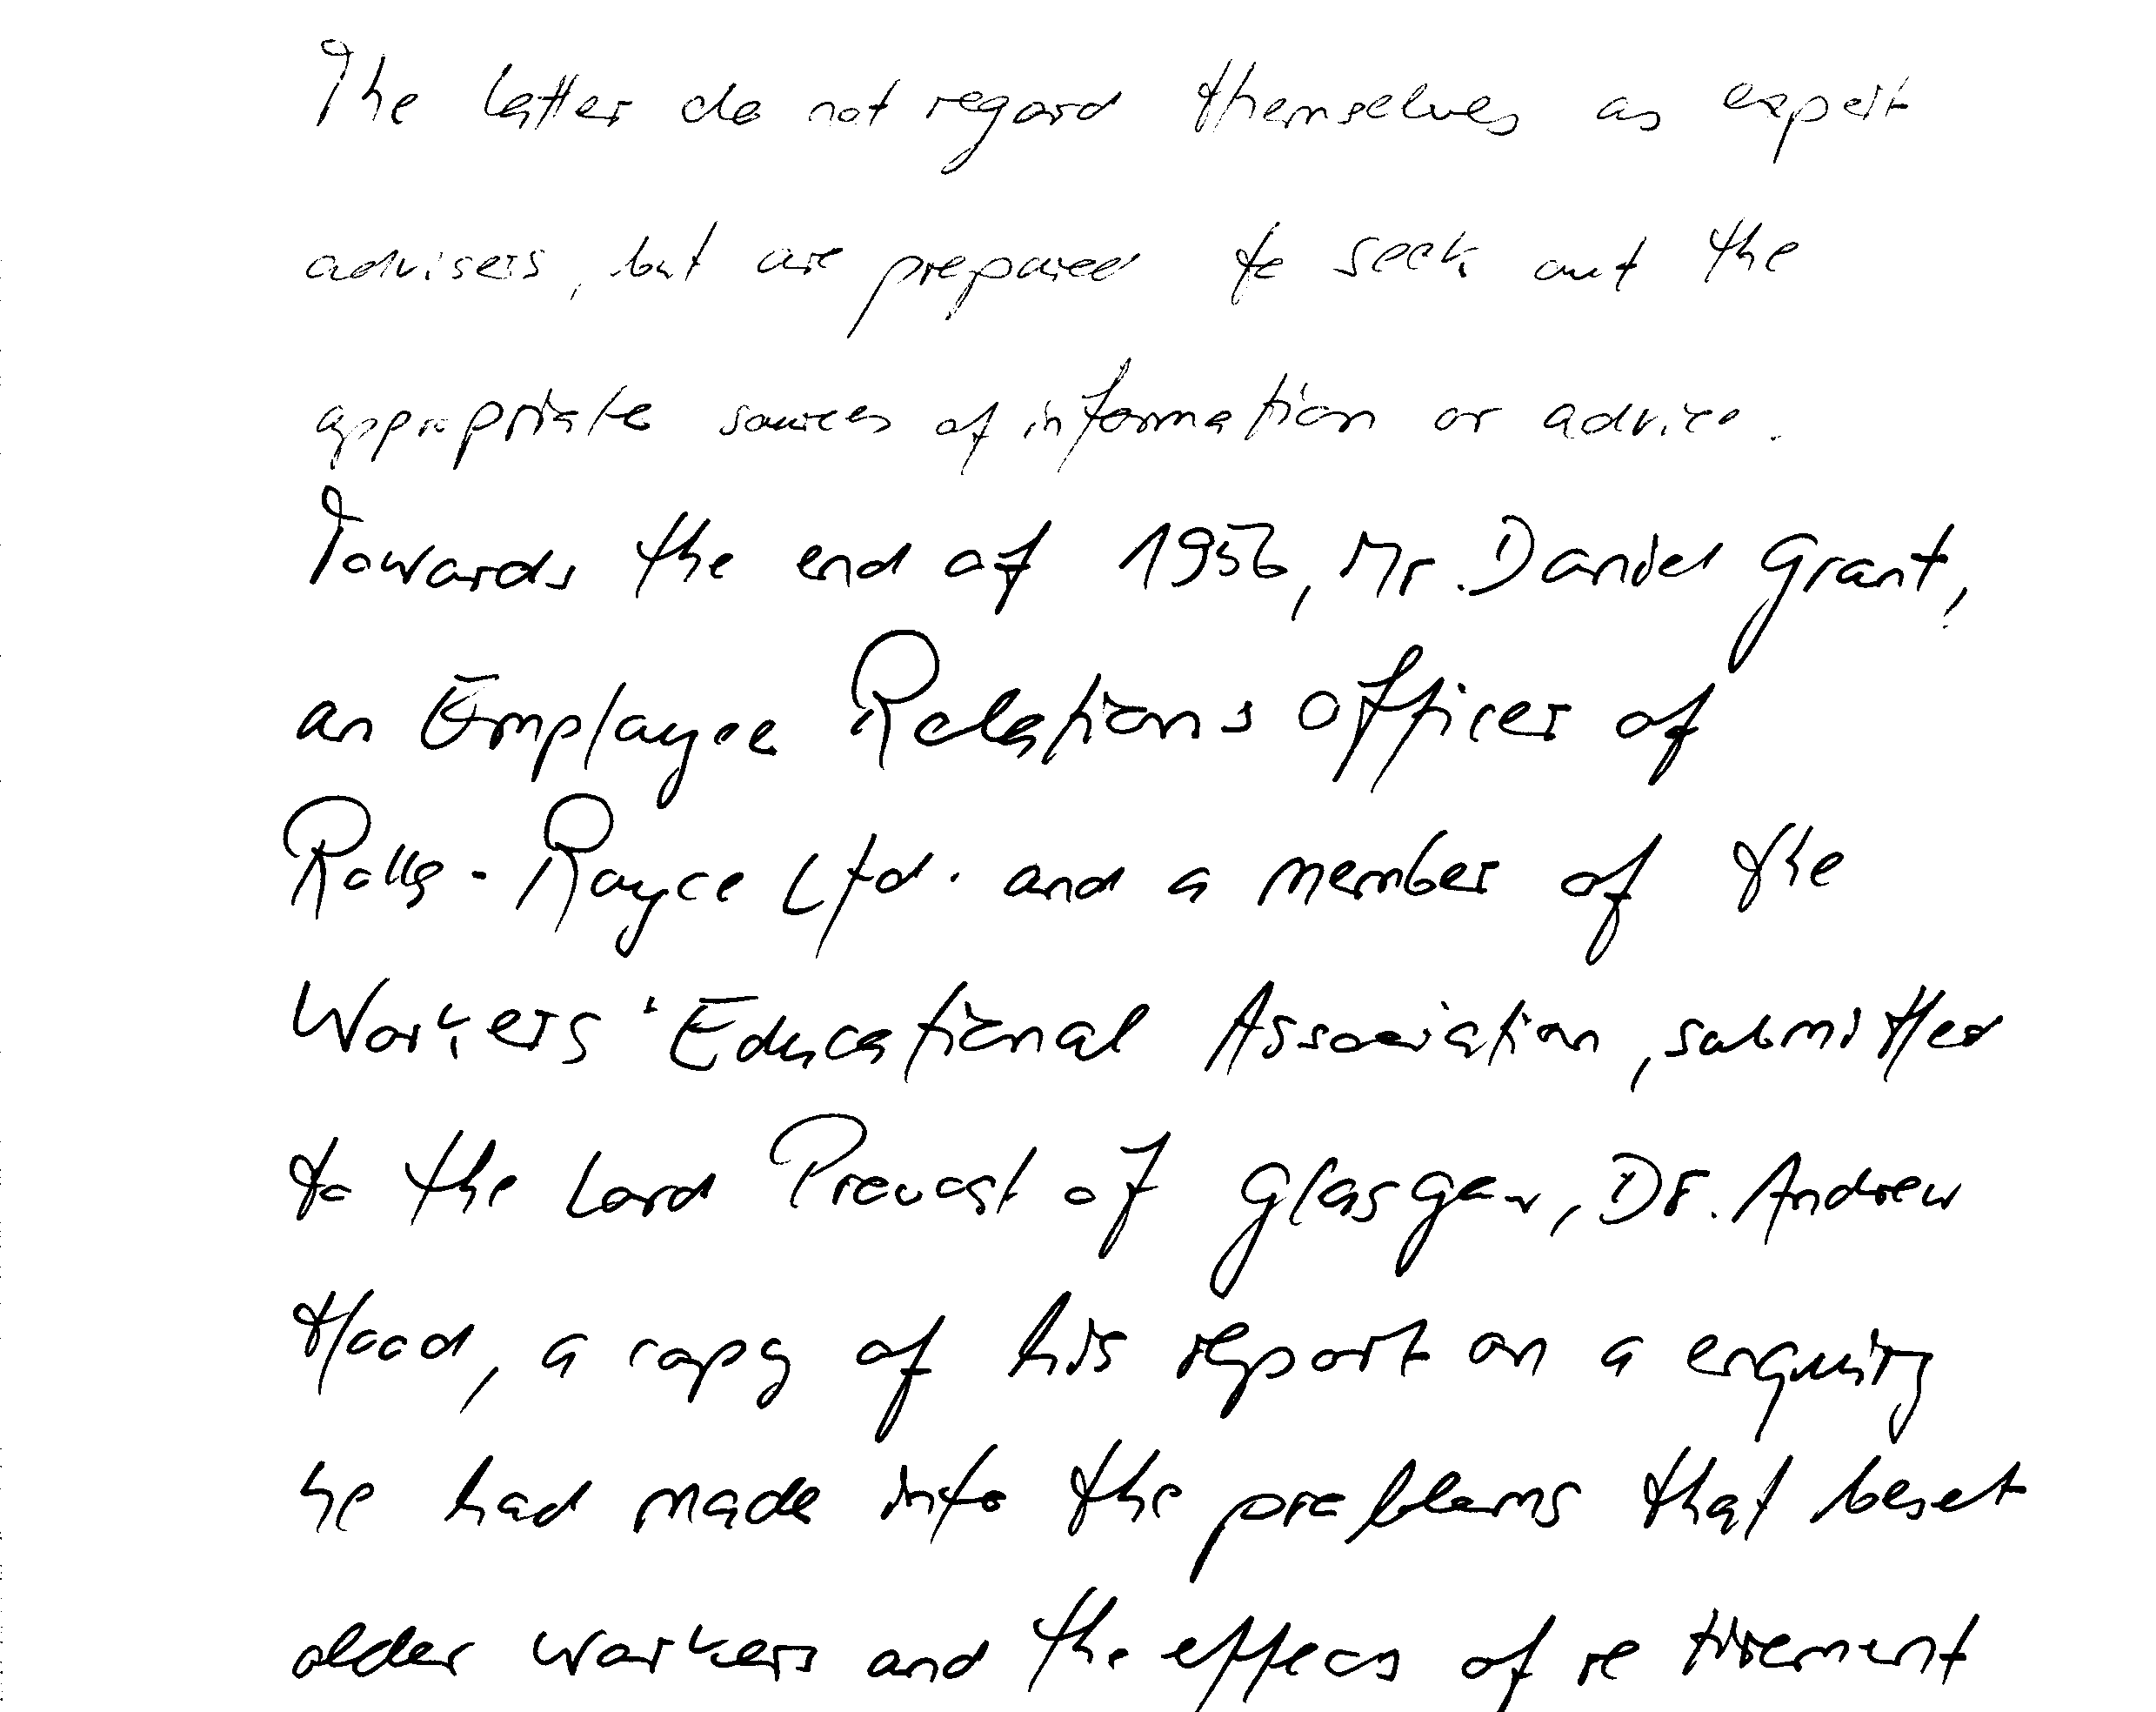 The latter do not regard themselves as expert
advisers, but are prepared to seek out the
appropriate sources of information or advice.
Towards the end of 1956, Mr. Daniel Grant,
an Employee Relations Officer of
Rolls-Royce Ltd. and a member of the
Workers' Educational Association, submitted
to the Lord Provost of Glasgow, Dr. Andrew
Hood, a copy of his report on a enquiry
he had made into the problems that beset
older workers and the effects of retirement